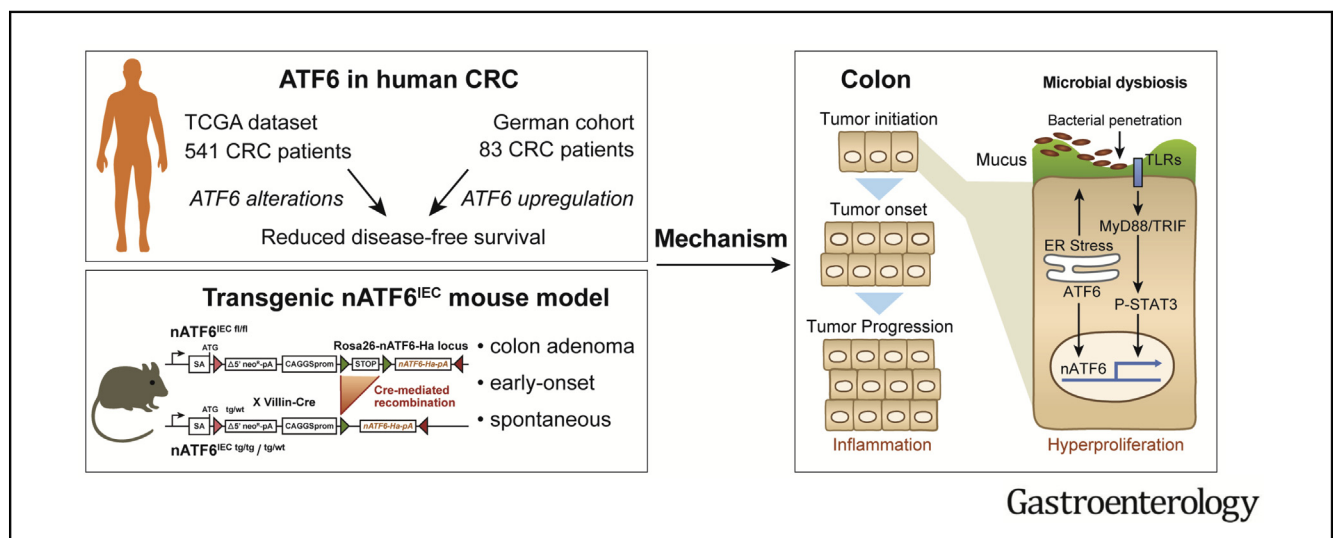 ATF6 in human CRC
TCGA dataset
541 CRC patients
German cohort
83 CRC patients
ATF6 alterations
ATF6 upregulation
Reduced disease-free survival
Transgenic nATF6IEC mouse model
nATF6IEC fl/fl
Rosa26-nATF6-Ha locus
ATG
SA
Δ5' neoR-pA
CAGGSprom
STOP
nATF6-Ha-pA
X Villin-Cre
Cre-mediated
recombination
ATG
tg/wt
SA
Δ5' neoR-pA
CAGGSprom
nATF6-Ha-pA
nATF6IEC tg/tg / tg/wt
• colon adenoma
• early-onset
• spontaneous
Mechanism
Colon
Tumor initiation
Tumor onset
Tumor Progression
Inflammation
Microbial dysbiosis
Bacterial penetration
Mucus
TLRs
MyD88/TRIF
ER Stress
ATF6
P-STAT3
nATF6
Hyperproliferation
Gastroenterology